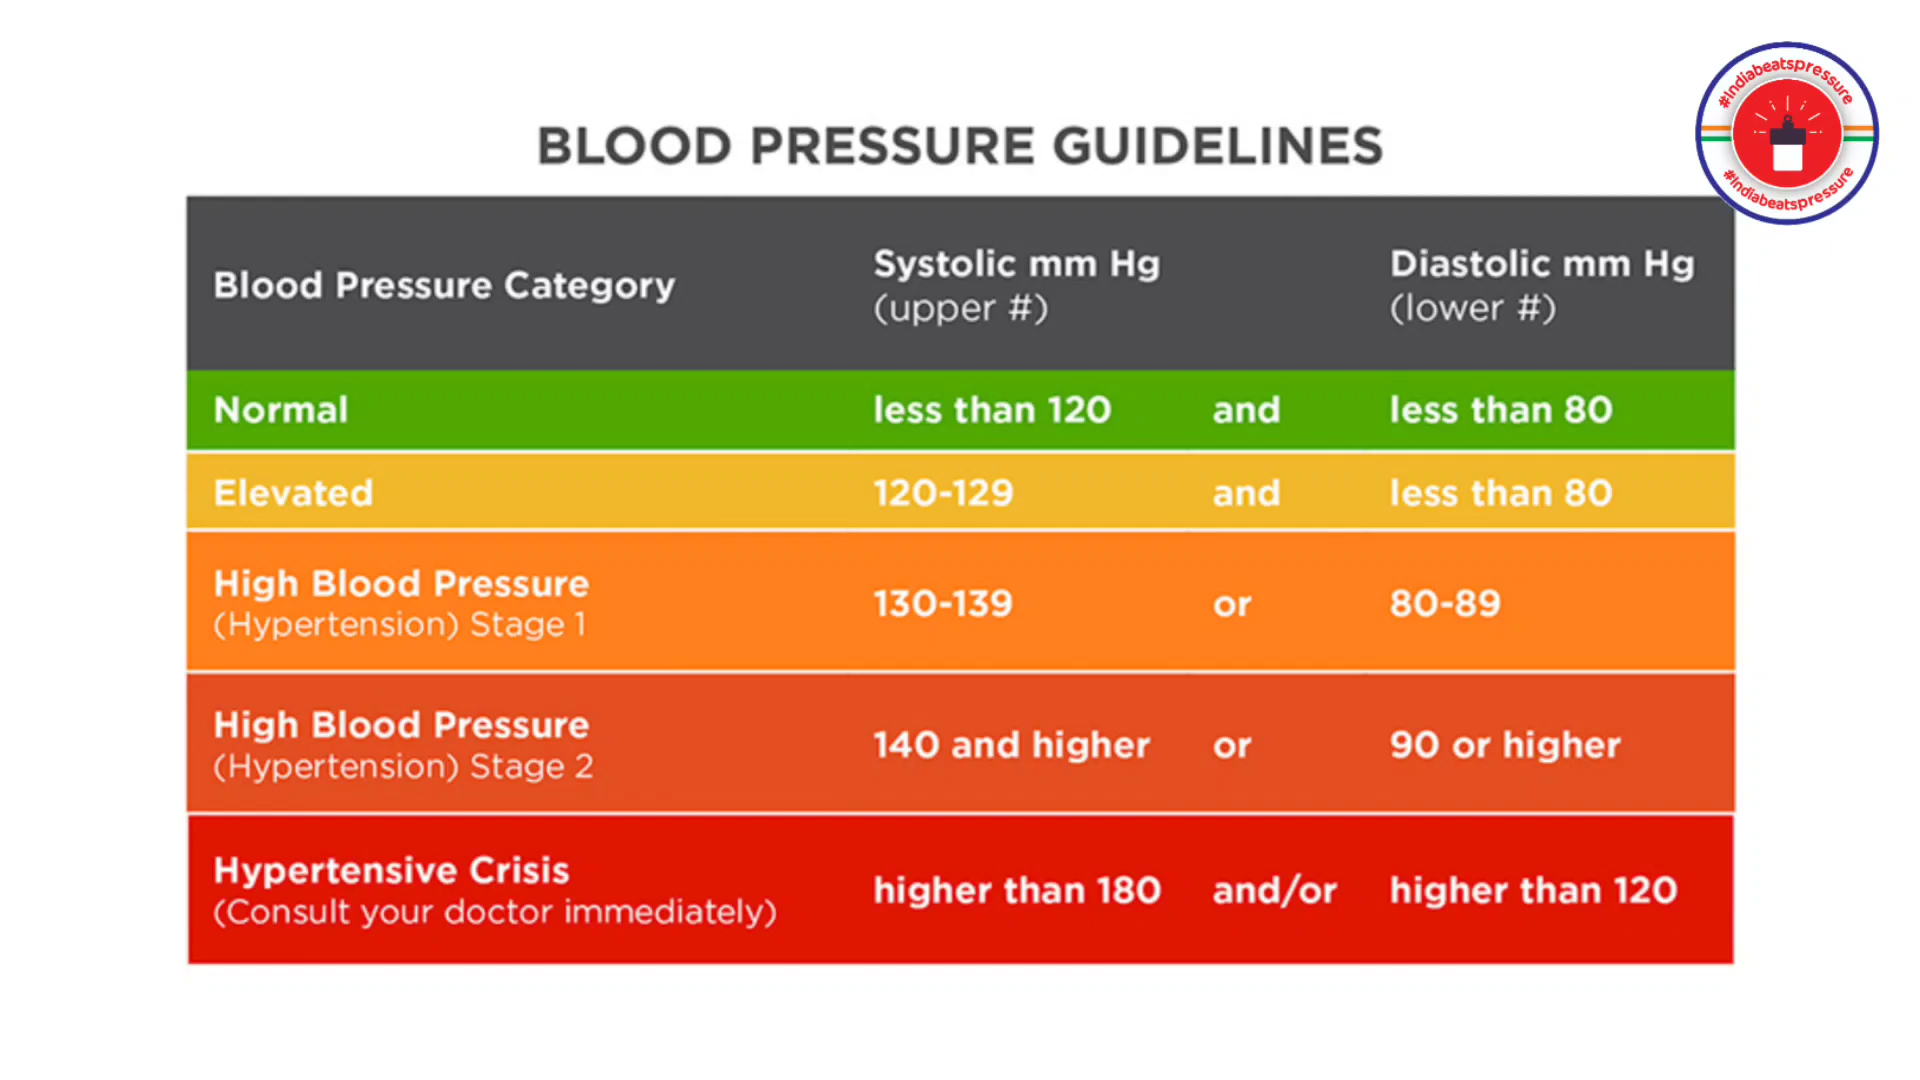 #Indiabeatspressure
#Indiabeatspressure
BLOOD PRESSURE GUIDELINES
Blood Pressure Category
Systolic mm Hg
(upper #)
Diastolic mm Hg
(lower #)
Normal less than 120 and less than 80
Elevated 120-129 and less than 80
High Blood Pressure
(Hypertension) Stage 1
130-139 or 80-89
High Blood Pressure
(Hypertension) Stage 2
140 and higher or 90 or higher
Hypertensive Crisis
(Consult your doctor immediately)
higher than 180 and/or higher than 120